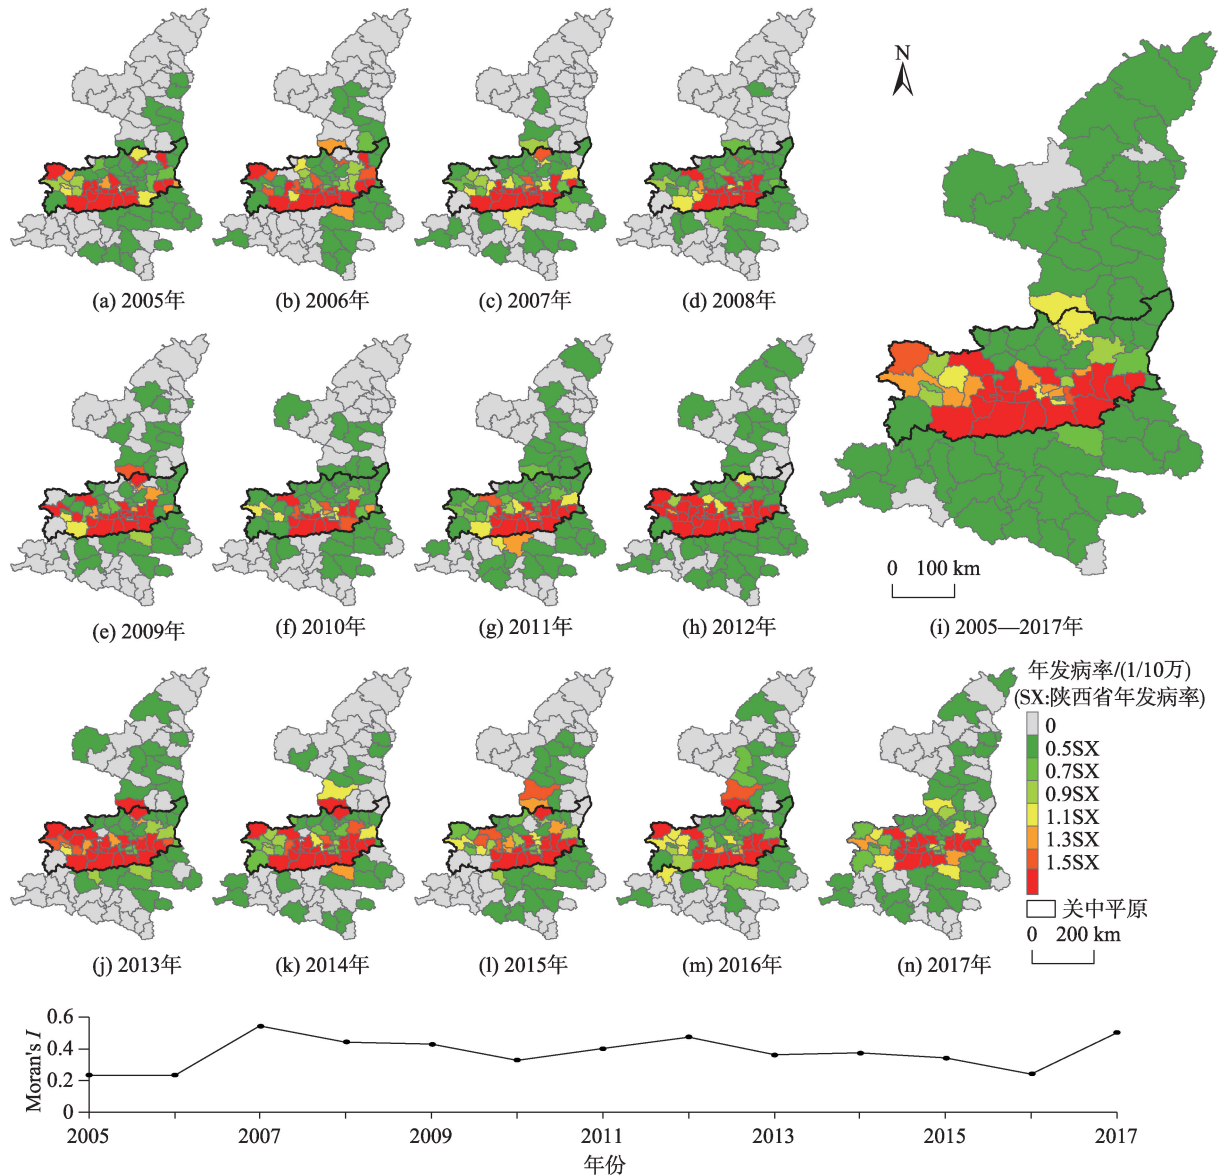 N
(a) 2005年
(b) 2006年
(c) 2007年
(d) 2008年
0 100 km
(e) 2009年
(f) 2010年
(g) 2011年
(h) 2012年
(i) 2005—2017年
年发病率/(1/10万)
(SX:陕西省年发病率)
0
0.5SX
0.7SX
0.9SX
1.1SX
1.3SX
1.5SX
关中平原
0 200 km
(j) 2013年
(k) 2014年
(l) 2015年
(m) 2016年
(n) 2017年
Moran's I
0.6
0.4
0.2
0
2005 2007 2009 2011 2013 2015 2017
年份